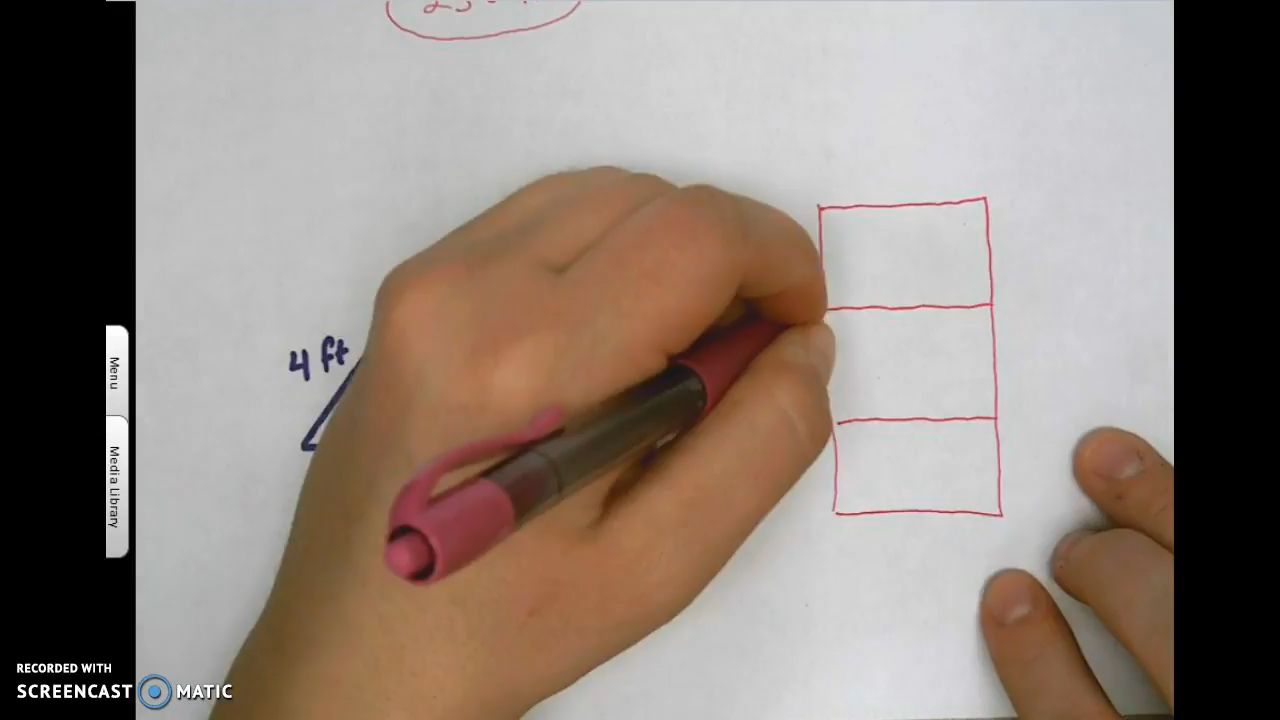 4 ft
Menu
Media Library
RECORDED WITH
SCREENCAST MATIC